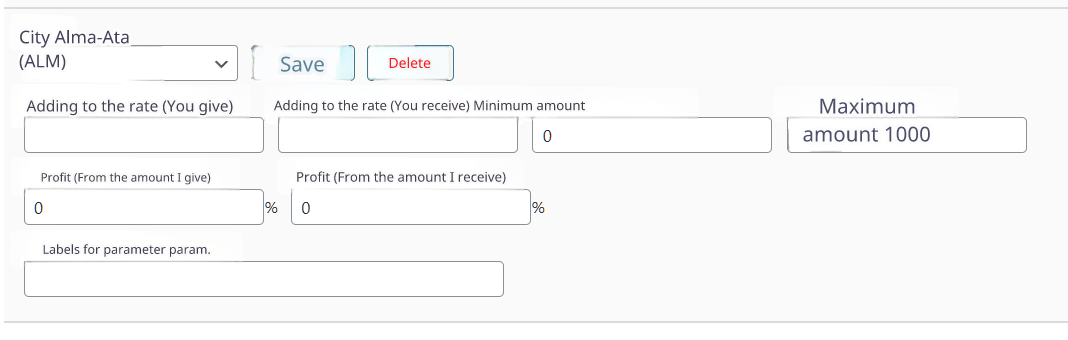 City Alma-Ata
(ALM)
Save
Delete
Adding to the rate (You give)
Adding to the rate (You receive) Minimum amount
Maximum
0
amount 1000
Profit (From the amount I give)
Profit (From the amount I receive)
0 %
0 %
Labels for parameter param.